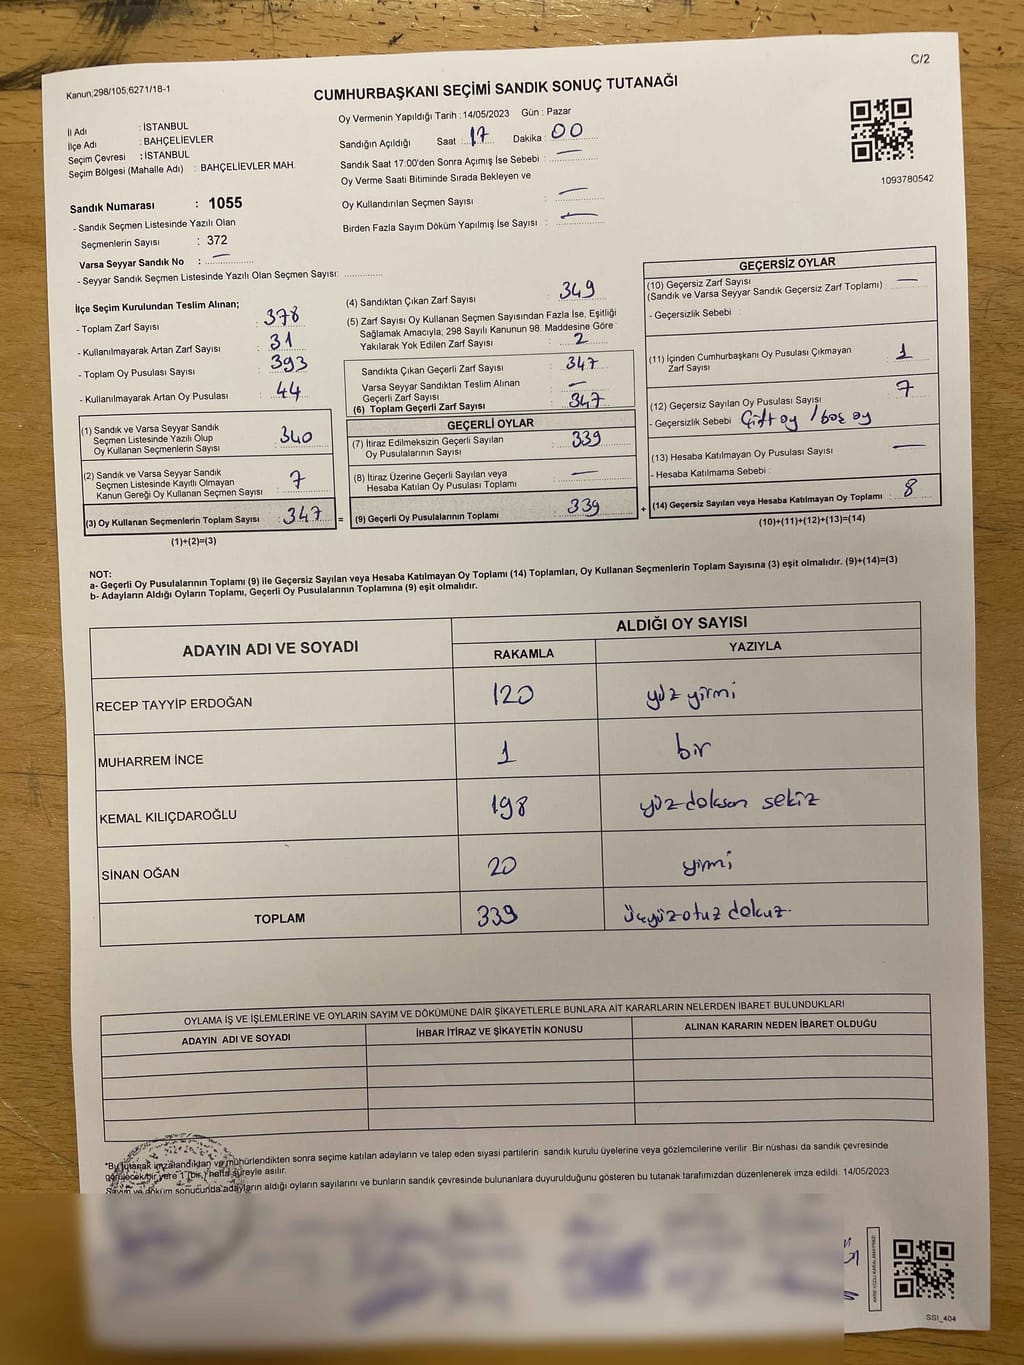 C/2
Kanun,298/105,6271/18-1
CUMHURBAŞKANI SEÇİMİ SANDIK SONUÇ TUTANAĞI
İl Adı : İSTANBUL
İlçe Adı : BAHÇELİEVLER
Seçim Çevresi : İSTANBUL
Seçim Bölgesi (Mahalle Adı) : BAHÇELİEVLER MAH.
Sandık Numarası : 1055
- Sandık Seçmen Listesinde Yazılı Olan
Seçmenlerin Sayısı : 372
Varsa Seyyar Sandık No : —
- Seyyar Sandık Seçmen Listesinde Yazılı Olan Seçmen Sayısı:
Oy Vermenin Yapıldığı Tarih :14/05/2023 Gün : Pazar
Sandığın Açıldığı Saat : 17 Dakika : 00
Sandık Saat 17:00'den Sonra Açımış İse Sebebi : —
Oy Verme Saati Bitiminde Sırada Bekleyen ve
Oy Kullandırılan Seçmen Sayısı : —
Birden Fazla Sayım Döküm Yapılmış İse Sayısı : —
1093780542
İlçe Seçim Kurulundan Teslim Alınan;
- Toplam Zarf Sayısı : 378
- Kullanılmayarak Artan Zarf Sayısı : 31
- Toplam Oy Pusulası Sayısı : 393
- Kullanılmayarak Artan Oy Pusulası : 44
(1) Sandık ve Varsa Seyyar Sandık
Seçmen Listesinde Yazılı Olup
Oy Kullanan Seçmenlerin Sayısı : 340
(2) Sandık ve Varsa Seyyar Sandık
Seçmen Listesinde Kayıtlı Olmayan
Kanun Gereği Oy Kullanan Seçmen Sayısı : 7
(3) Oy Kullanan Seçmenlerin Toplam Sayısı : 347 =
(1)+(2)=(3)
(4) Sandıktan Çıkan Zarf Sayısı : 349
(5) Zarf Sayısı Oy Kullanan Seçmen Sayısından Fazla İse, Eşitliği
Sağlamak Amacıyla; 298 Sayılı Kanunun 98. Maddesine Göre
Yakılarak Yok Edilen Zarf Sayısı : 2
Sandıkta Çıkan Geçerli Zarf Sayısı : 347
Varsa Seyyar Sandıktan Teslim Alınan
Geçerli Zarf Sayısı : —
(6) Toplam Geçerli Zarf Sayısı : 347
GEÇERLİ OYLAR
(7) İtiraz Edilmeksizin Geçerli Sayılan
Oy Pusulalarının Sayısı : 339
(8) İtiraz Üzerine Geçerli Sayılan veya
Hesaba Katılan Oy Pusulası Toplamı : —
(9) Geçerli Oy Pusulalarının Toplamı : 339 +
GEÇERSİZ OYLAR
(10) Geçersiz Zarf Sayısı
(Sandık ve Varsa Seyyar Sandık Geçersiz Zarf Toplamı) : —
- Geçersizlik Sebebi :
(11) İçinden Cumhurbaşkanı Oy Pusulası Çıkmayan
Zarf Sayısı : 1
(12) Geçersiz Sayılan Oy Pusulası Sayısı : 7
- Geçersizlik Sebebi : Çift oy / boş oy
(13) Hesaba Katılmayan Oy Pusulası Sayısı : —
- Hesaba Katılmama Sebebi :
(14) Geçersiz Sayılan veya Hesaba Katılmayan Oy Toplamı : 8
(10)+(11)+(12)+(13)=(14)
NOT:
a- Geçerli Oy Pusulalarının Toplamı (9) ile Geçersiz Sayılan veya Hesaba Katılmayan Oy Toplamı (14) Toplamları, Oy Kullanan Seçmenlerin Toplam Sayısına (3) eşit olmalıdır. (9)+(14)=(3)
b- Adayların Aldığı Oyların Toplamı, Geçerli Oy Pusulalarının Toplamına (9) eşit olmalıdır.
ADAYIN ADI VE SOYADI ALDIĞI OY SAYISI
RAKAMLA YAZIYLA
RECEP TAYYİP ERDOĞAN 120 yüz yirmi
MUHARREM İNCE 1 bir
KEMAL KILIÇDAROĞLU 198 yüz doksan sekiz
SİNAN OĞAN 20 yirmi
TOPLAM 339 üçyüz otuz dokuz.
OYLAMA İŞ VE İŞLEMLERİNE VE OYLARIN SAYIM VE DÖKÜMÜNE DAİR ŞİKAYETLERLE BUNLARA AİT KARARLARIN NELERDEN İBARET BULUNDUKLARI
ADAYIN ADI VE SOYADI İHBAR İTİRAZ VE ŞİKAYETİN KONUSU ALINAN KARARIN NEDEN İBARET OLDUĞU
*Bu tutanak imzalandıktan ve mühürlendikten sonra seçime katılan adayların ve talep eden siyasi partilerin sandık kurulu üyelerine veya gözlemcilerine verilir. Bir nüshası da sandık çevresinde
görülecek bir yere 1 (bir) hafta süreyle asılır.
Sayım ve döküm sonucunda adayların aldığı oyların sayılarını ve bunların sandık çevresinde bulunanlara duyurulduğunu gösteren bu tutanak tarafımızdan düzenlenerek imza edildi. 14/05/2023
SSI_404